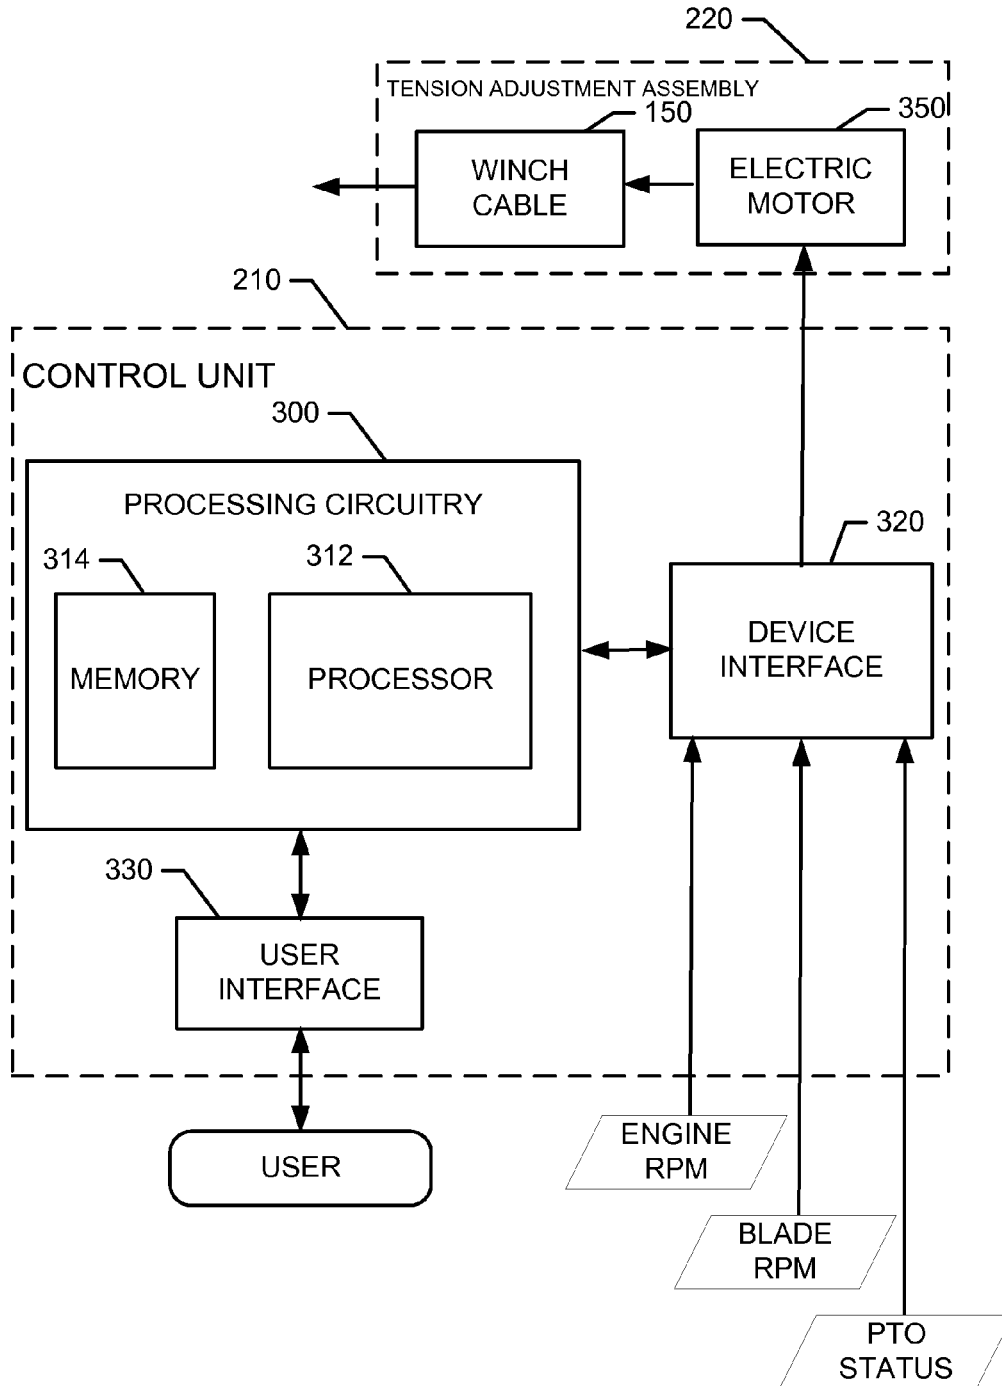 220
TENSION ADJUSTMENT ASSEMBLY
150
350
WINCH
CABLE
ELECTRIC
MOTOR
210
CONTROL UNIT
300
PROCESSING CIRCUITRY
320
314
312
DEVICE
INTERFACE
MEMORY
PROCESSOR
330
USER
INTERFACE
ENGINE
RPM
USER
BLADE
RPM
PTO
STATUS